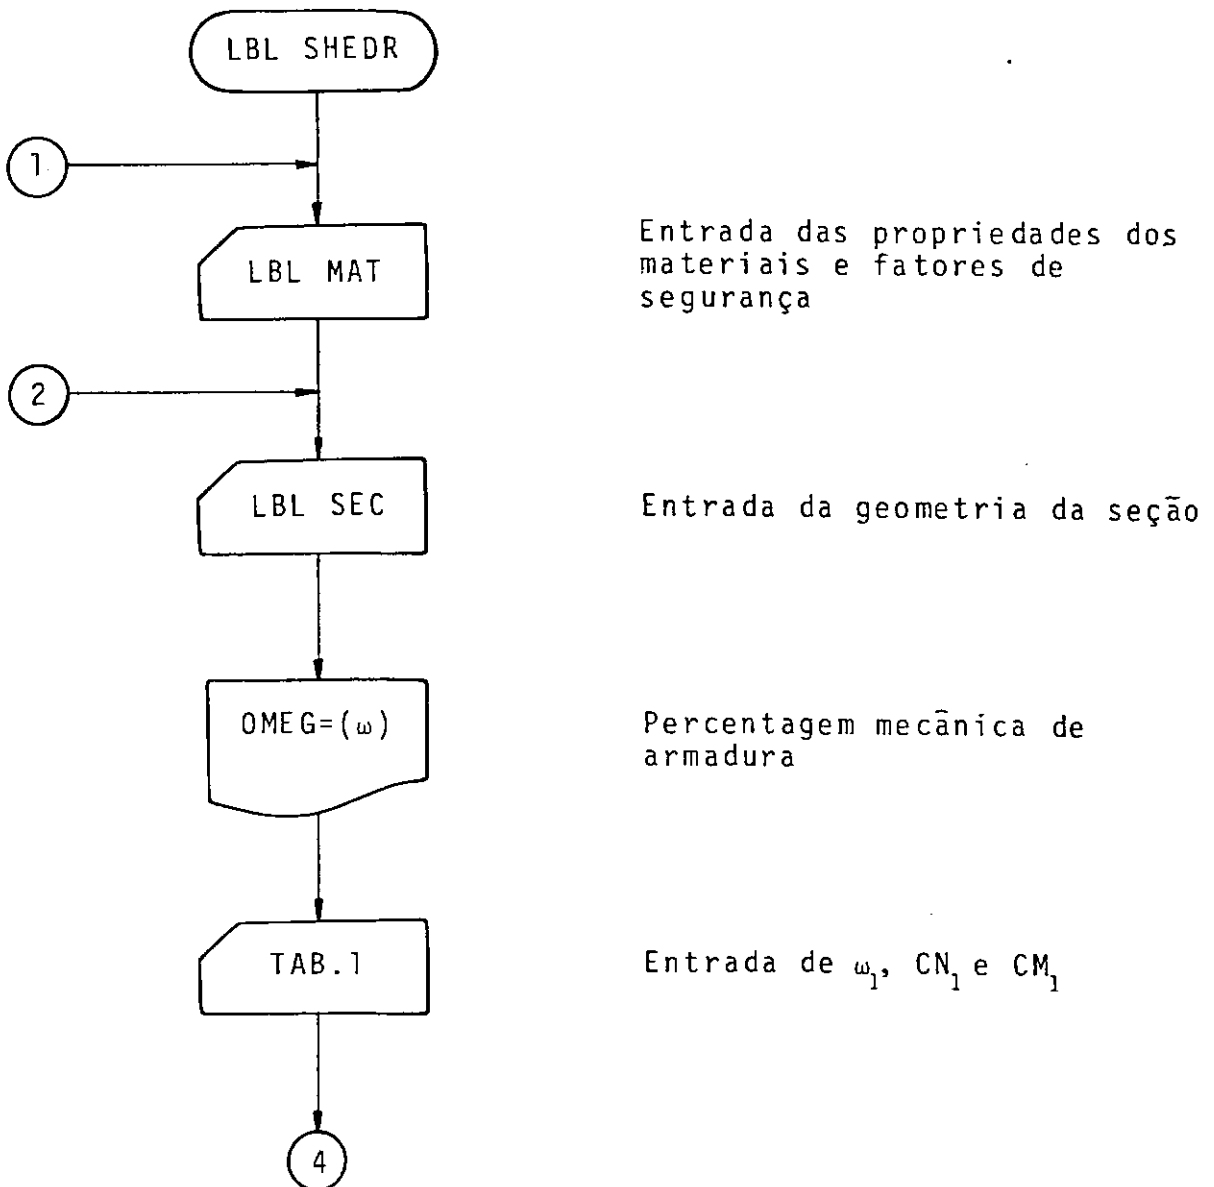 LBL SHEDR
1
LBL MAT
Entrada das propriedades dos
materiais e fatores de
segurança
2
LBL SEC
Entrada da geometria da seção
OMEG=(ω)
Percentagem mecânica de
armadura
TAB.1
Entrada de ω₁, CN₁ e CM₁
4